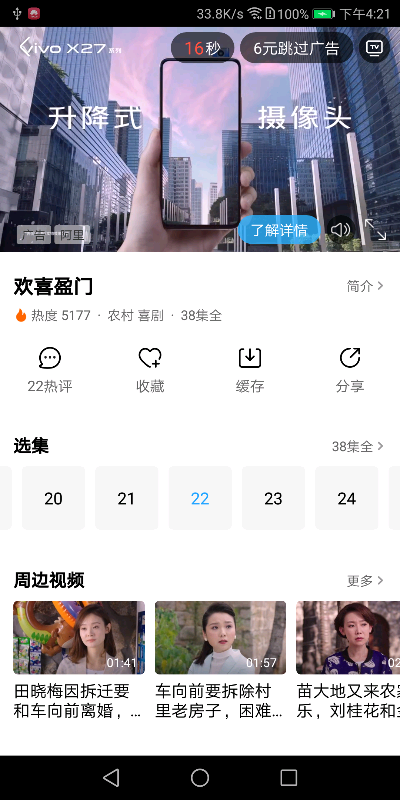 33.8K/s 100% 下午4:21
vivo X27 系列 16秒 6元跳过广告 TV
升降式 摄像头
广告 阿里 了解详情
欢喜盈门 简介
热度 5177 · 农村 喜剧 · 38集全
22热评 收藏 缓存 分享
选集 38集全
20 21 22 23 24
周边视频 更多
01:41 01:57 02
田晓梅因拆迁要 车向前要拆除村 苗大地又来农家
和车向前离婚，... 里老房子，困难... 乐，刘桂花和金